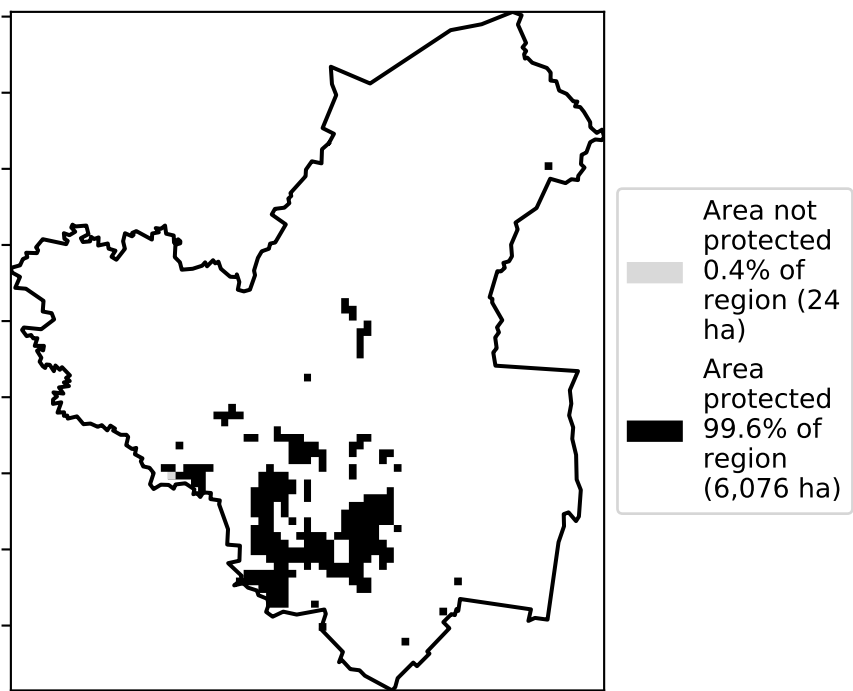 Area not
protected
0.4% of
region (24
ha)
Area
protected
99.6% of
region
(6,076 ha)